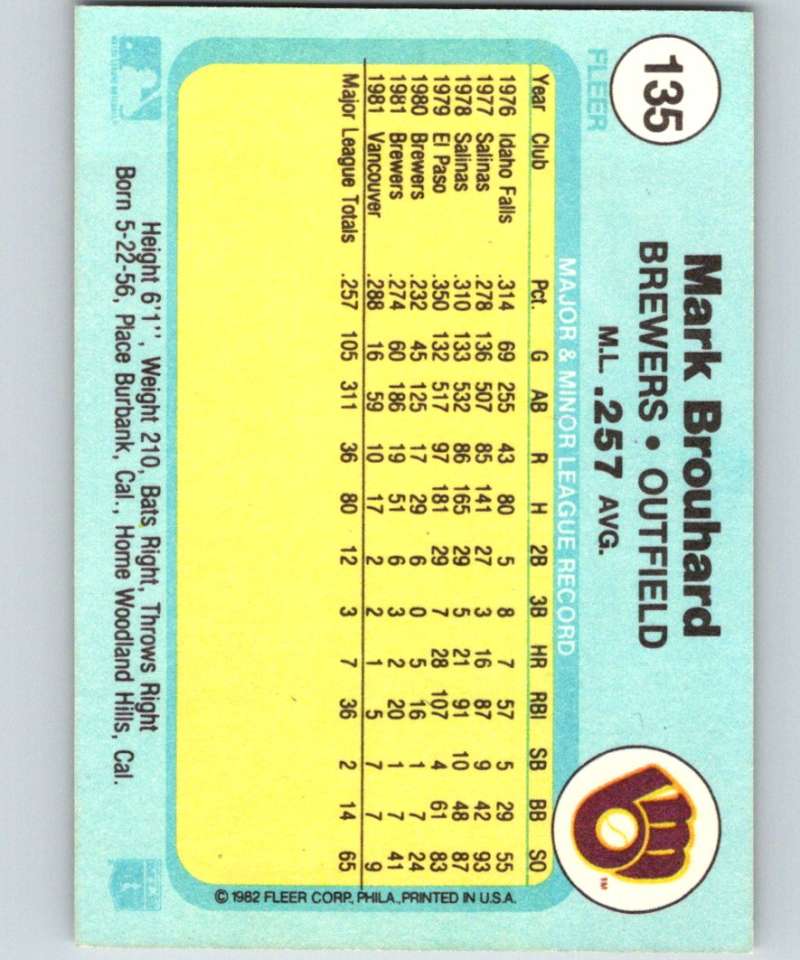 135
FLEER
Mark Brouhard
BREWERS • OUTFIELD
M.L. .257 AVG.
MAJOR & MINOR LEAGUE RECORD
Year Club Pct. G AB R H 2B 3B HR RBI SB BB SO
1976 Idaho Falls .314 69 255 43 80 5 8 7 57 5 29 55
1977 Salinas .278 136 507 85 141 27 3 16 87 9 42 93
1978 Salinas .310 133 532 86 165 29 5 21 91 10 48 87
1979 El Paso .350 132 517 97 181 29 7 28 107 4 61 83
1980 Brewers .232 45 125 17 29 6 0 5 16 1 7 24
1981 Brewers .274 60 186 19 51 6 3 2 20 1 7 41
1981 Vancouver .288 16 59 10 17 2 2 1 5 7 7 9
Major League Totals .257 105 311 36 80 12 3 7 36 2 14 65
Height 6'1'', Weight 210, Bats Right, Throws Right
Born 5-22-56, Place Burbank, Cal., Home Woodland Hills, Cal.
©1982 FLEER CORP., PHILA., PRINTED IN U.S.A.
TM